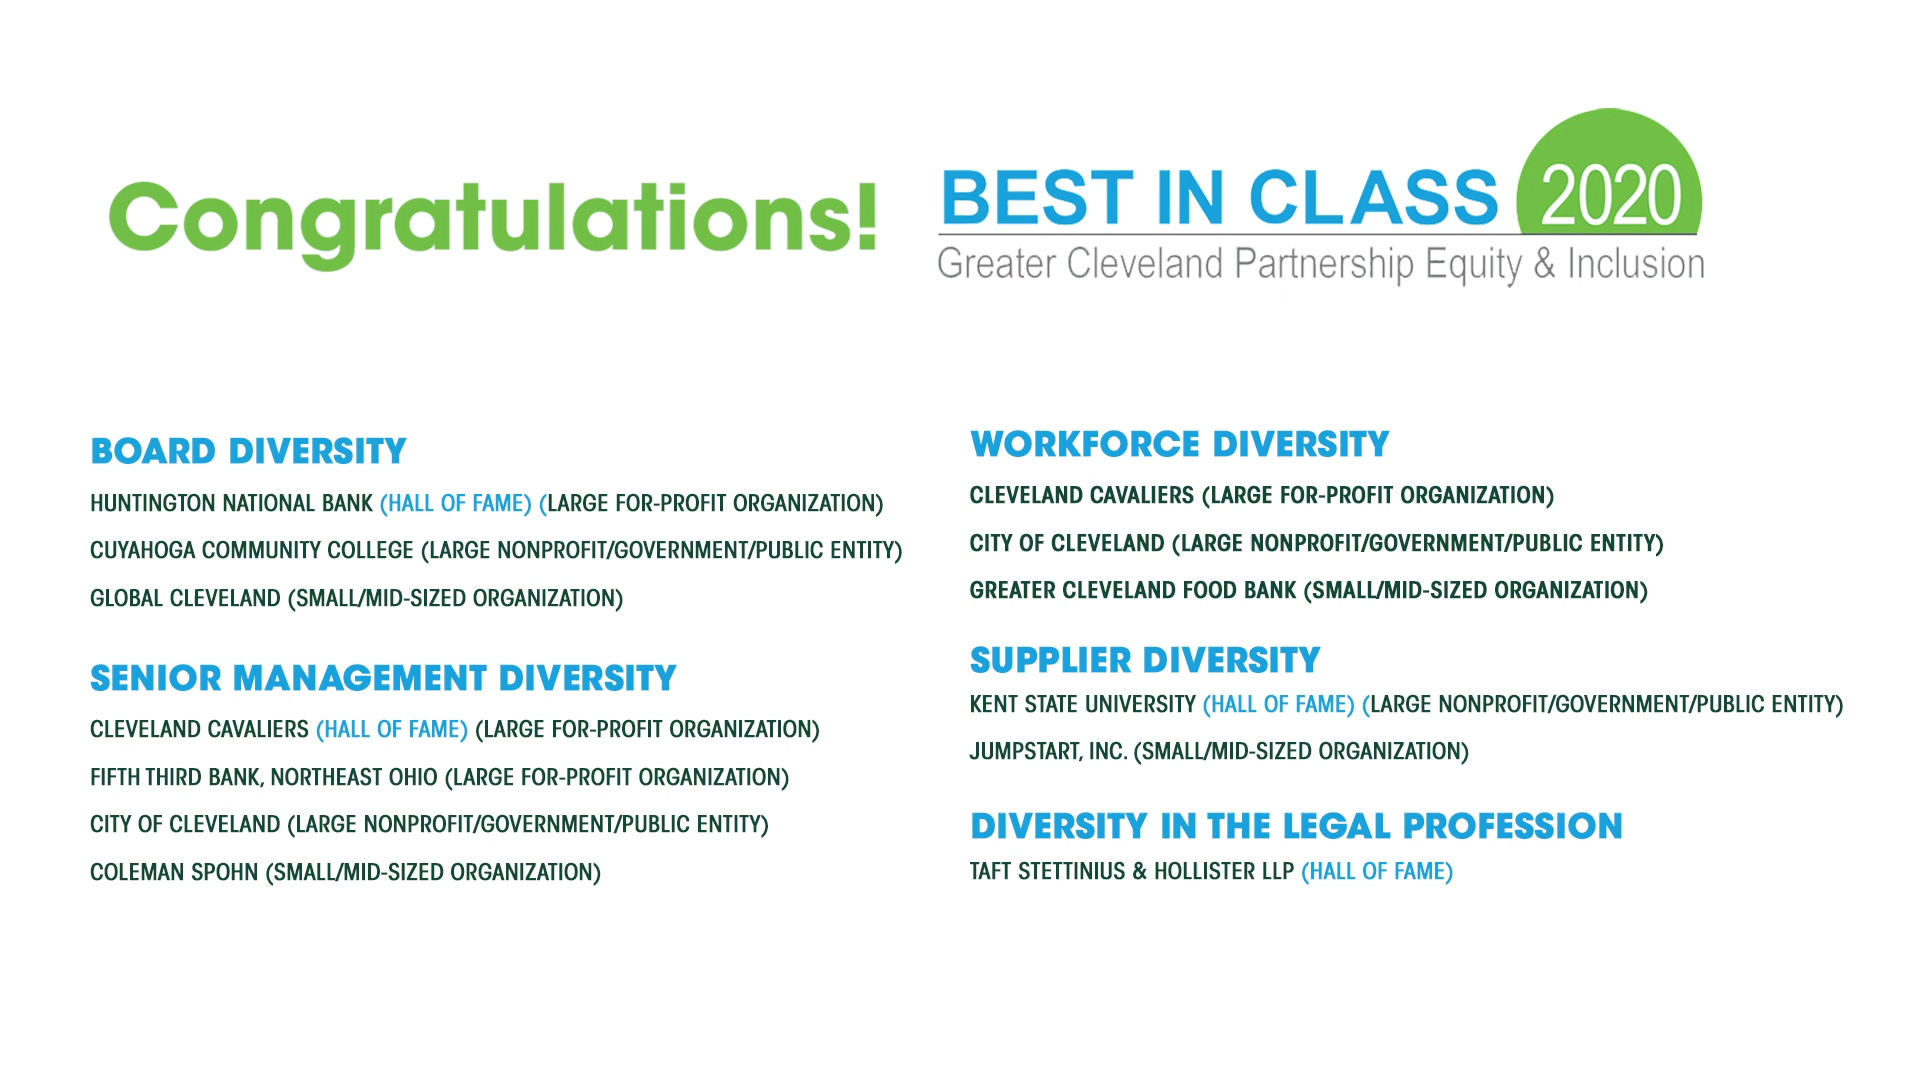 Congratulations!
BEST IN CLASS 2020
Greater Cleveland Partnership Equity & Inclusion
BOARD DIVERSITY
HUNTINGTON NATIONAL BANK (HALL OF FAME) (LARGE FOR-PROFIT ORGANIZATION)
CUYAHOGA COMMUNITY COLLEGE (LARGE NONPROFIT/GOVERNMENT/PUBLIC ENTITY)
GLOBAL CLEVELAND (SMALL/MID-SIZED ORGANIZATION)
SENIOR MANAGEMENT DIVERSITY
CLEVELAND CAVALIERS (HALL OF FAME) (LARGE FOR-PROFIT ORGANIZATION)
FIFTH THIRD BANK, NORTHEAST OHIO (LARGE FOR-PROFIT ORGANIZATION)
CITY OF CLEVELAND (LARGE NONPROFIT/GOVERNMENT/PUBLIC ENTITY)
COLEMAN SPOHN (SMALL/MID-SIZED ORGANIZATION)
WORKFORCE DIVERSITY
CLEVELAND CAVALIERS (LARGE FOR-PROFIT ORGANIZATION)
CITY OF CLEVELAND (LARGE NONPROFIT/GOVERNMENT/PUBLIC ENTITY)
GREATER CLEVELAND FOOD BANK (SMALL/MID-SIZED ORGANIZATION)
SUPPLIER DIVERSITY
KENT STATE UNIVERSITY (HALL OF FAME) (LARGE NONPROFIT/GOVERNMENT/PUBLIC ENTITY)
JUMPSTART, INC. (SMALL/MID-SIZED ORGANIZATION)
DIVERSITY IN THE LEGAL PROFESSION
TAFT STETTINIUS & HOLLISTER LLP (HALL OF FAME)